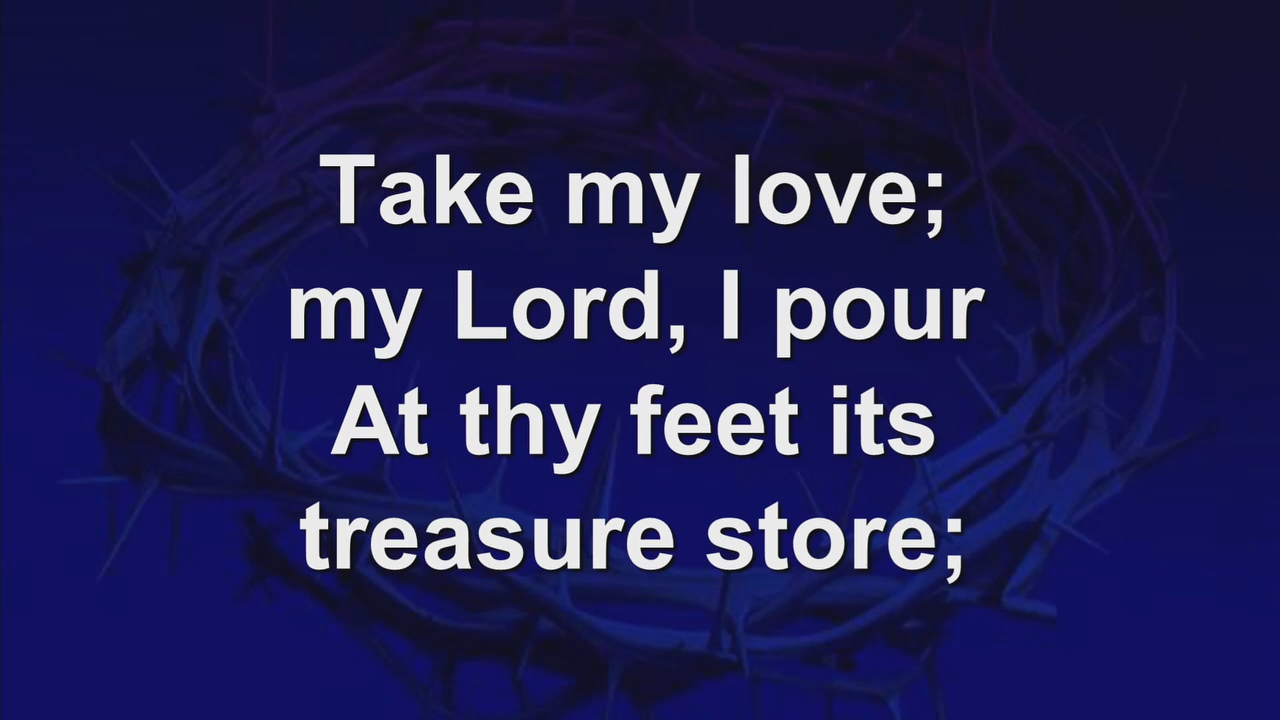 Take my love;
my Lord, I pour
At thy feet its
treasure store;